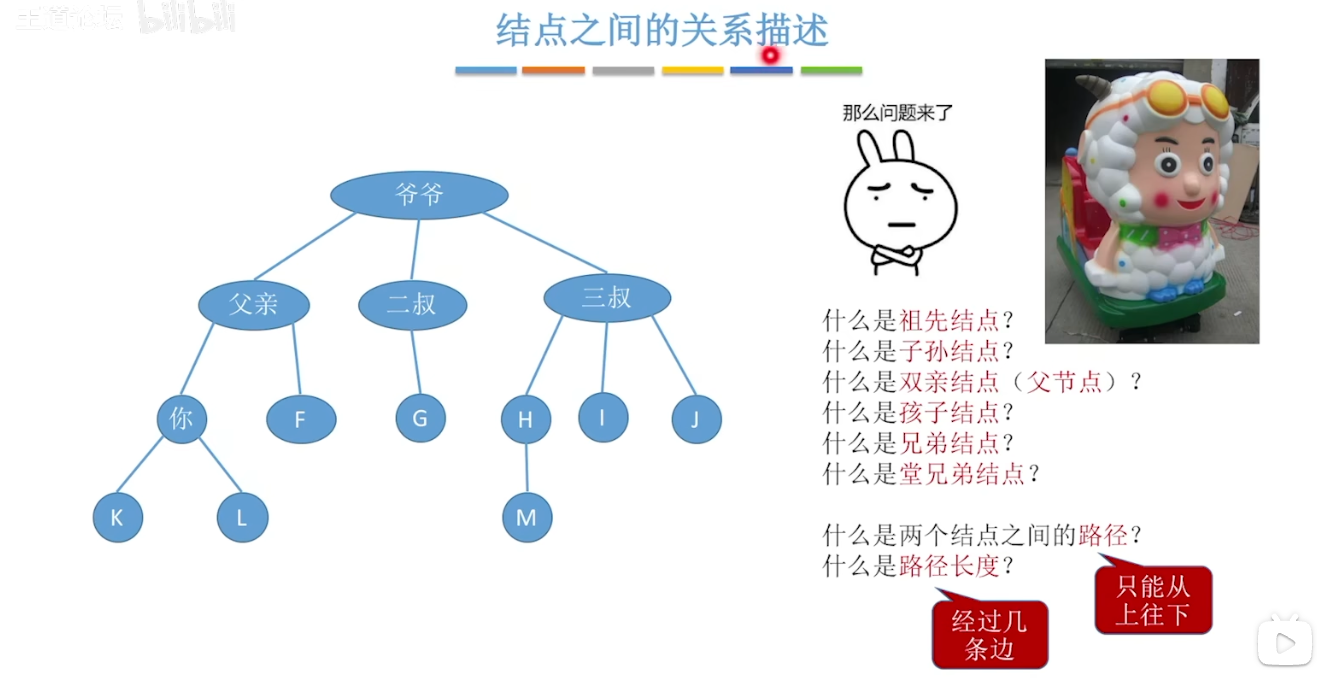 bilibili
结点之间的关系描述
那么问题来了
爷爷
父亲
二叔
三叔
你
F
G
H
I
J
K
L
M
什么是祖先结点?
什么是子孙结点?
什么是双亲结点（父节点）?
什么是孩子结点?
什么是兄弟结点?
什么是堂兄弟结点?
什么是两个结点之间的路径?
什么是路径长度?
只能从
上往下
经过几
条边